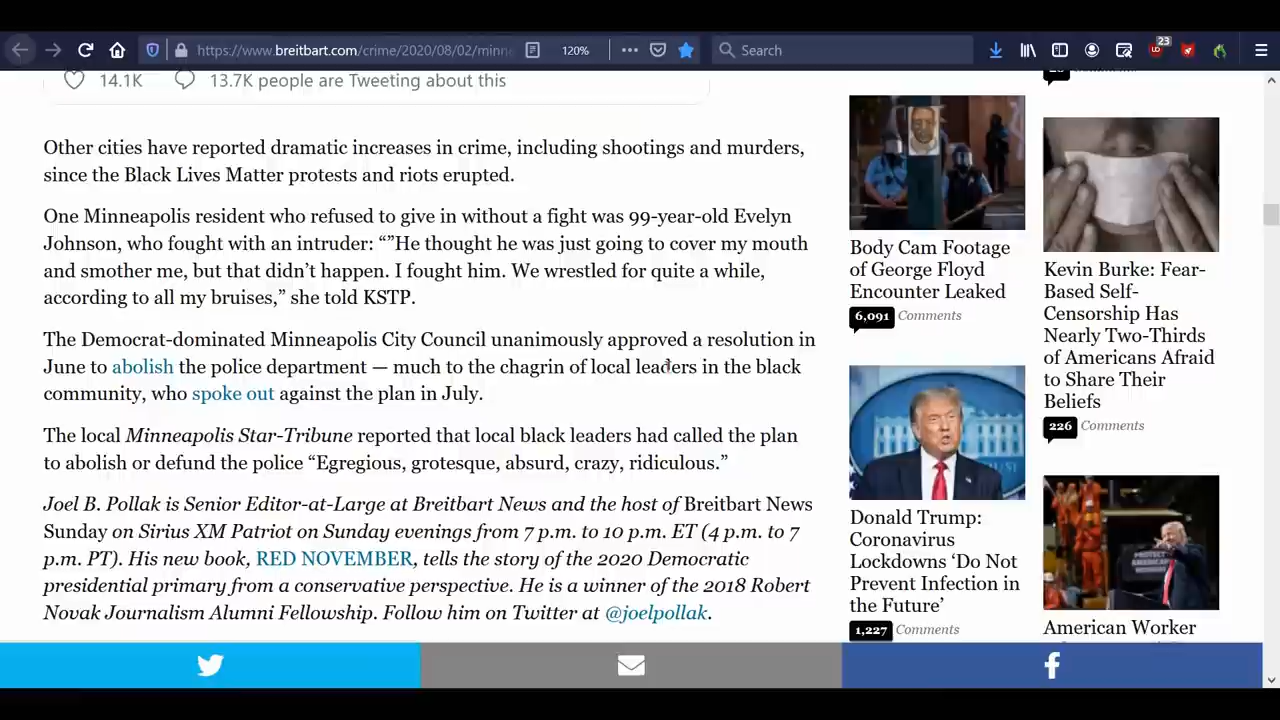 https://www.breitbart.com/crime/2020/08/02/minn
120%
Search
23
14.1K
13.7K people are Tweeting about this
Other cities have reported dramatic increases in crime, including shootings and murders,
since the Black Lives Matter protests and riots erupted.
One Minneapolis resident who refused to give in without a fight was 99-year-old Evelyn
Johnson, who fought with an intruder: “”He thought he was just going to cover my mouth
and smother me, but that didn’t happen. I fought him. We wrestled for quite a while,
according to all my bruises,” she told KSTP.
The Democrat-dominated Minneapolis City Council unanimously approved a resolution in
June to abolish the police department — much to the chagrin of local leaders in the black
community, who spoke out against the plan in July.
The local Minneapolis Star-Tribune reported that local black leaders had called the plan
to abolish or defund the police “Egregious, grotesque, absurd, crazy, ridiculous.”
Joel B. Pollak is Senior Editor-at-Large at Breitbart News and the host of Breitbart News
Sunday on Sirius XM Patriot on Sunday evenings from 7 p.m. to 10 p.m. ET (4 p.m. to 7
p.m. PT). His new book, RED NOVEMBER, tells the story of the 2020 Democratic
presidential primary from a conservative perspective. He is a winner of the 2018 Robert
Novak Journalism Alumni Fellowship. Follow him on Twitter at @joelpollak.
Body Cam Footage
of George Floyd
Encounter Leaked
6,091 Comments
Donald Trump:
Coronavirus
Lockdowns ‘Do Not
Prevent Infection in
the Future’
1,227 Comments
Kevin Burke: Fear-
Based Self-
Censorship Has
Nearly Two-Thirds
of Americans Afraid
to Share Their
Beliefs
226 Comments
American Worker